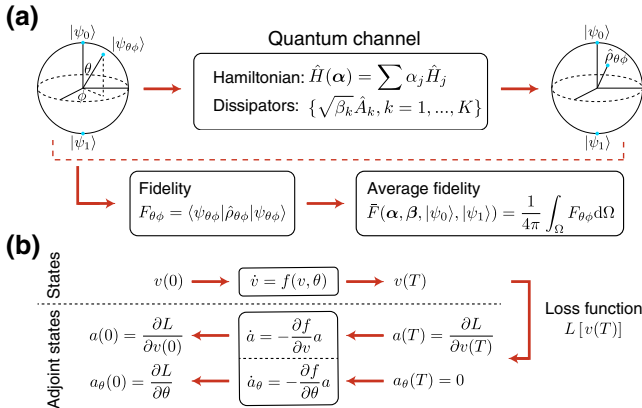 (a)
|ψ₀⟩
|ψ_θϕ⟩
θ
ϕ
|ψ₁⟩
Quantum channel
Hamiltonian: Ĥ(α) = ∑ α_j Ĥ_j
Dissipators: {√β_k Â_k, k = 1, ..., K}
|ψ₀⟩
ρ̂_θϕ
|ψ₁⟩
Fidelity
F_θϕ = ⟨ψ_θϕ|ρ̂_θϕ|ψ_θϕ⟩
Average fidelity
F̄(α, β, |ψ₀⟩, |ψ₁⟩) = 1/4π ∫_Ω F_θϕ dΩ
(b)
States
v(0)
v̇ = f(v, θ)
v(T)
Loss function
L [v(T)]
Adjoint states
a(0) = ∂L/∂v(0)
ȧ = −∂f/∂v a
a(T) = ∂L/∂v(T)
a_θ(0) = ∂L/∂θ
ȧ_θ = −∂f/∂θ a
a_θ(T) = 0